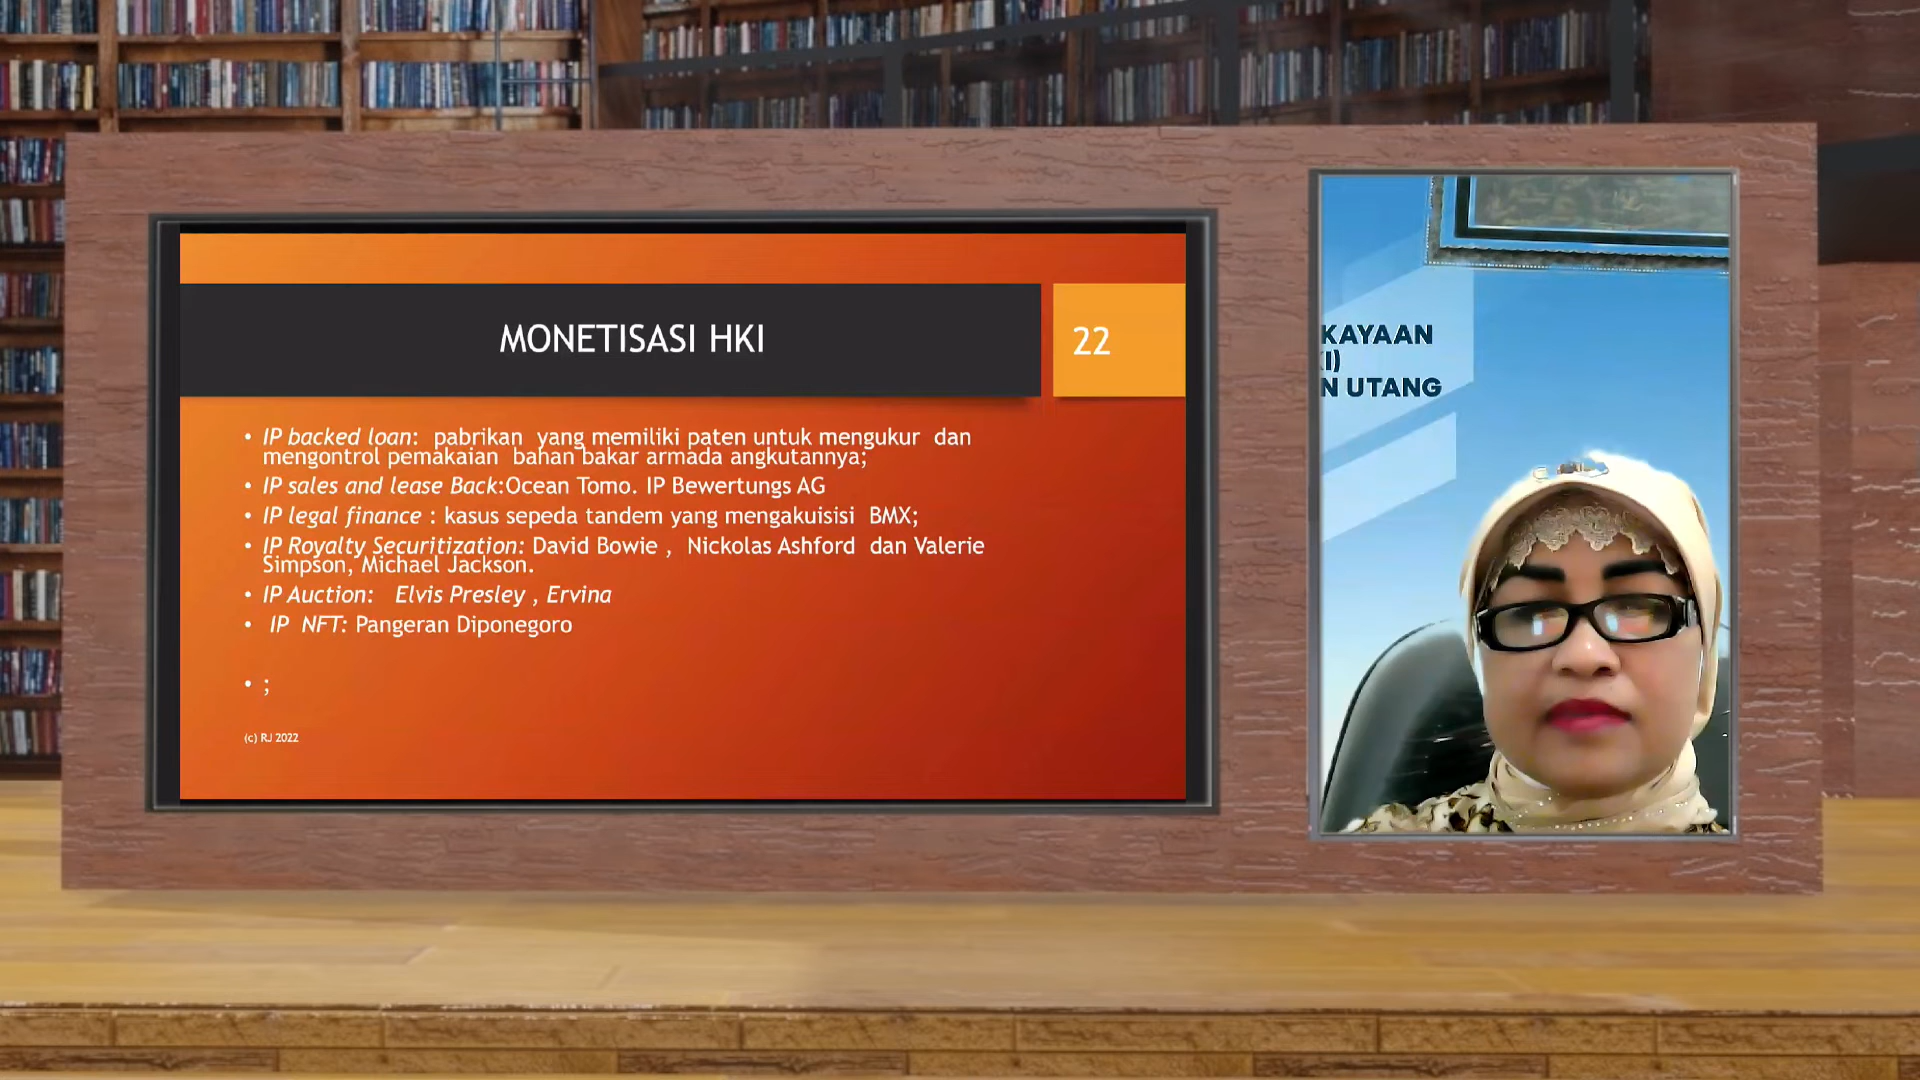 MONETISASI HKI
22
• IP backed loan: pabrikan yang memiliki paten untuk mengukur dan
mengontrol pemakaian bahan bakar armada angkutannya;
• IP sales and lease Back:Ocean Tomo. IP Bewertungs AG
• IP legal finance : kasus sepeda tandem yang mengakuisisi BMX;
• IP Royalty Securitization: David Bowie , Nickolas Ashford dan Valerie
Simpson, Michael Jackson.
• IP Auction: Elvis Presley , Ervina
• IP NFT: Pangeran Diponegoro
• ;
(c) RJ 2022
KAYAAN
I)
N UTANG